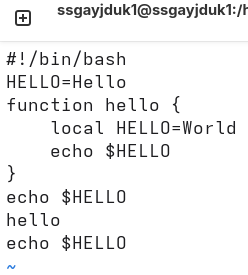 ssgayjduk1@ssgayjduk1:/h
#!/bin/bash
HELLO=Hello
function hello {
    local HELLO=World
    echo $HELLO
}
echo $HELLO
hello
echo $HELLO
~